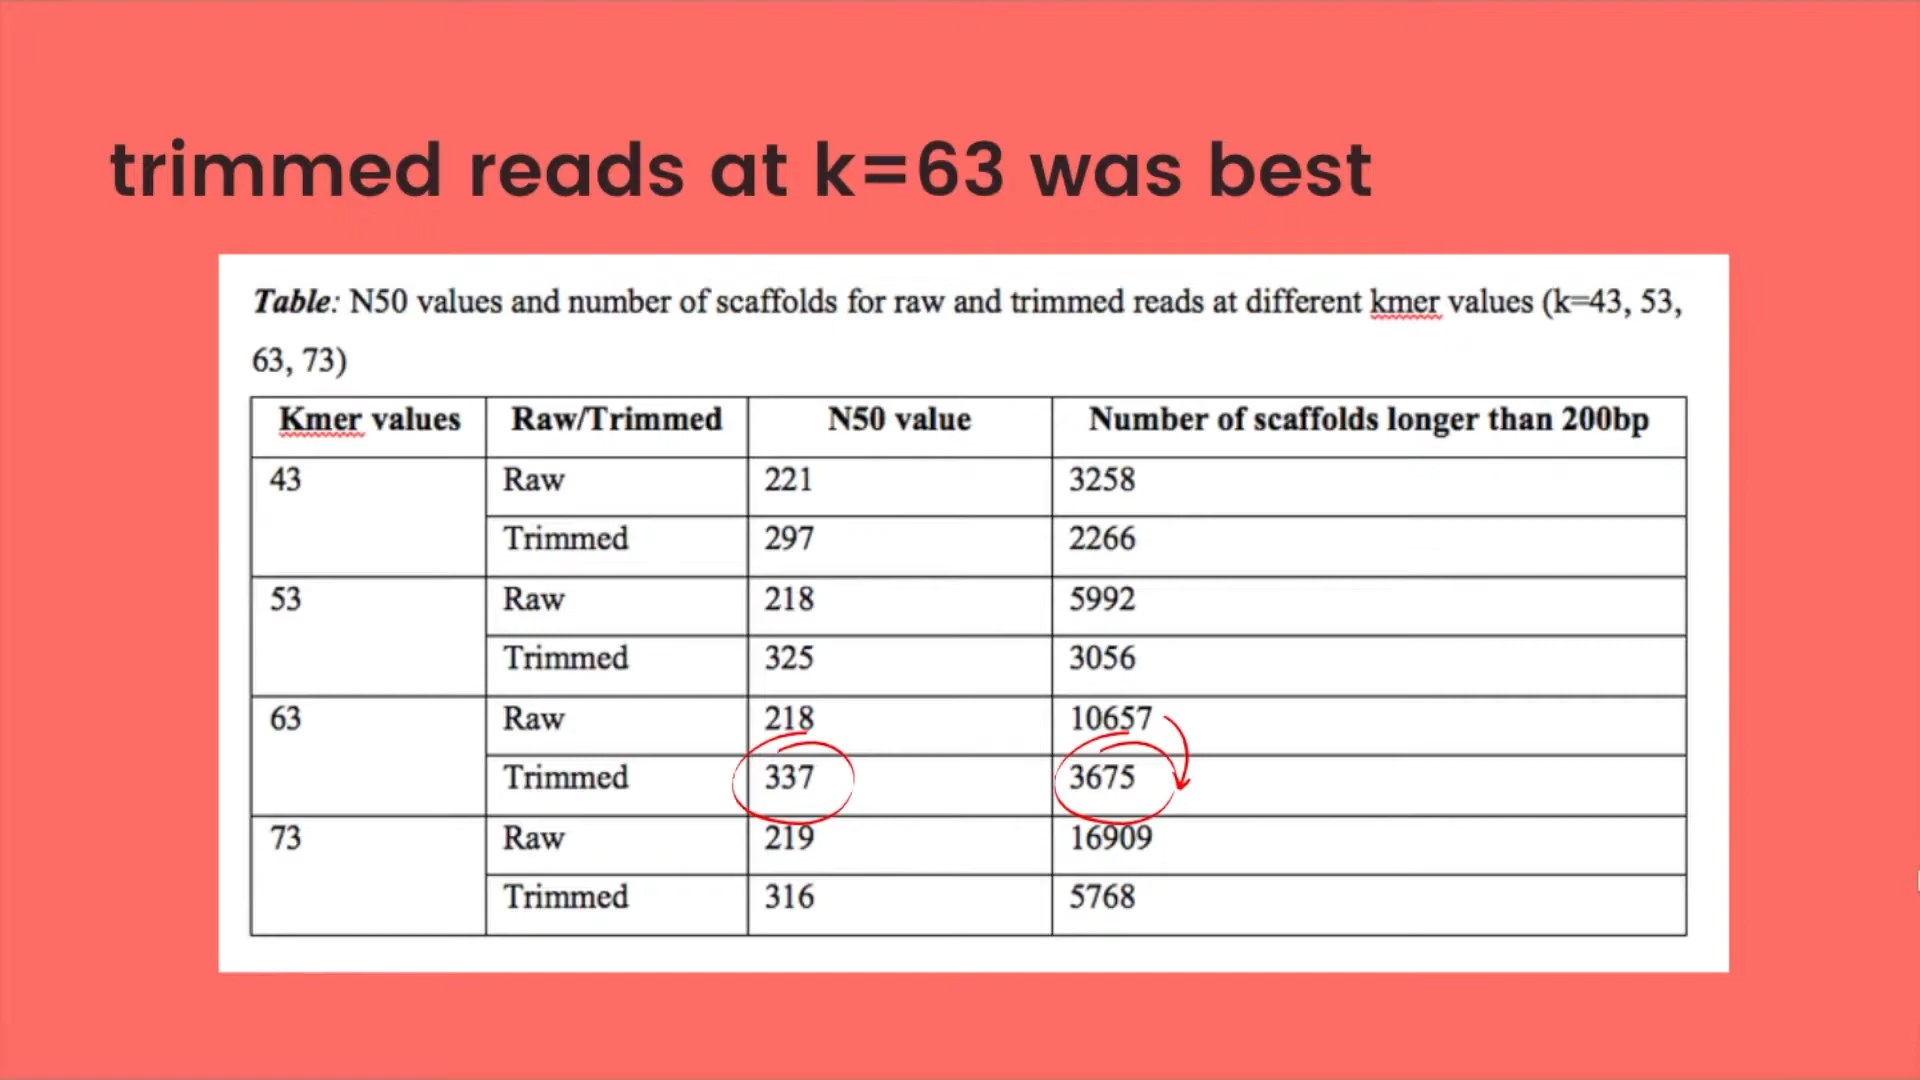 trimmed reads at k=63 was best
Table: N50 values and number of scaffolds for raw and trimmed reads at different kmer values (k=43, 53,
63, 73)
Kmer values Raw/Trimmed N50 value Number of scaffolds longer than 200bp
43 Raw 221 3258
Trimmed 297 2266
53 Raw 218 5992
Trimmed 325 3056
63 Raw 218 10657
Trimmed 337 3675
73 Raw 219 16909
Trimmed 316 5768